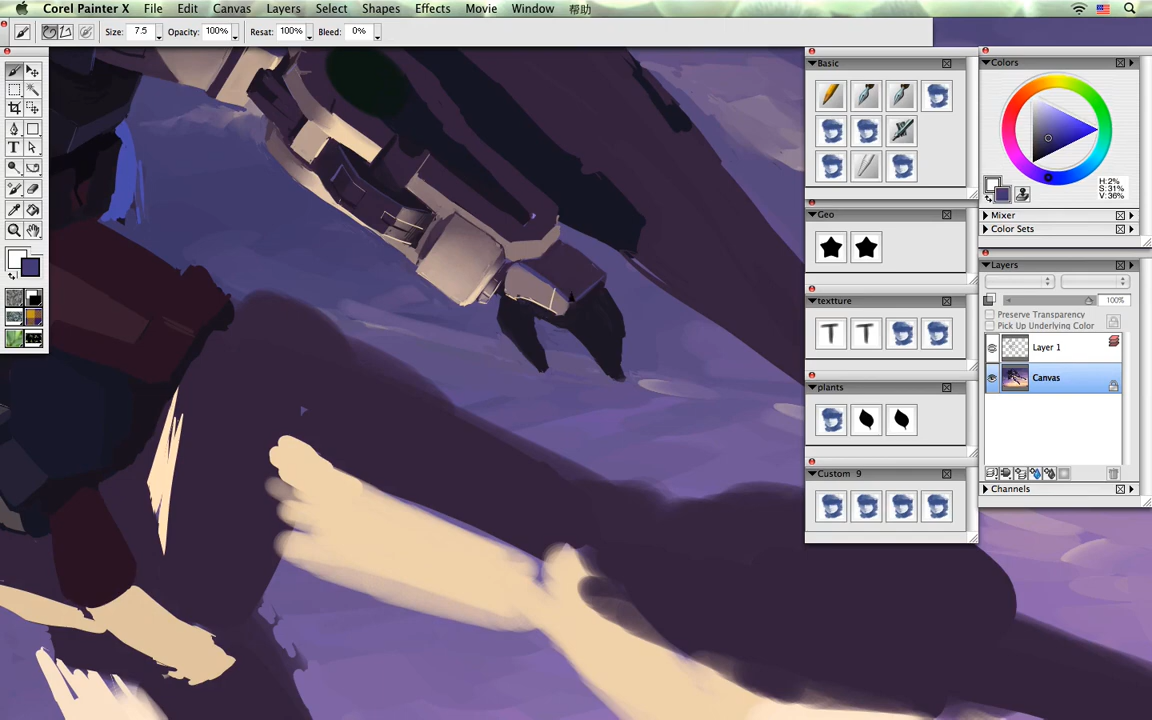 Corel Painter X File Edit Canvas Layers Select Shapes Effects Movie Window 帮助
Size: 7.5 Opacity: 100% Resat: 100% Bleed: 0%
Basic
Geo
textture
T T
plants
Custom 9
Colors
H:2%
S:31%
V:36%
Mixer
Color Sets
Layers
100%
Preserve Transparency
Pick Up Underlying Color
Layer 1
Canvas
Channels
T